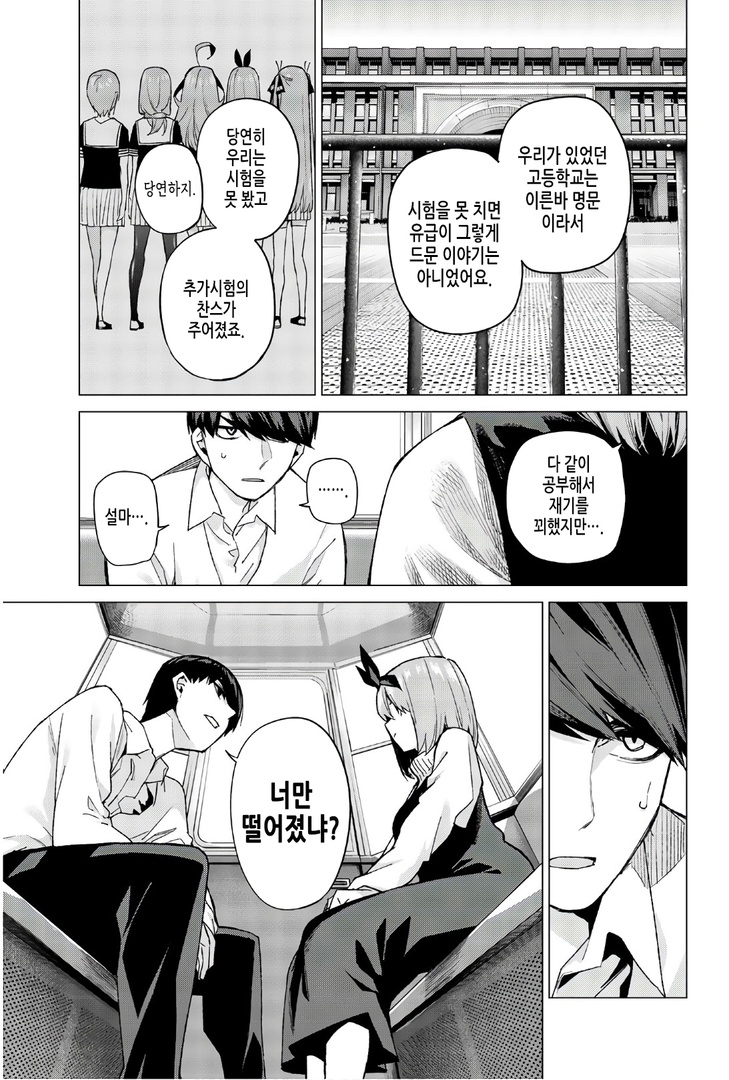 우리가 있었던
고등학교는
이른바 명문
이라서
시험을 못 치면
유급이 그렇게
드문 이야기는
아니었어요.
당연히
우리는
시험을
못 봤고
당연하지.
추가시험의
찬스가
주어졌죠.
다 같이
공부해서
재기를
꾀했지만….
…….
설마….
너만
떨어졌냐?